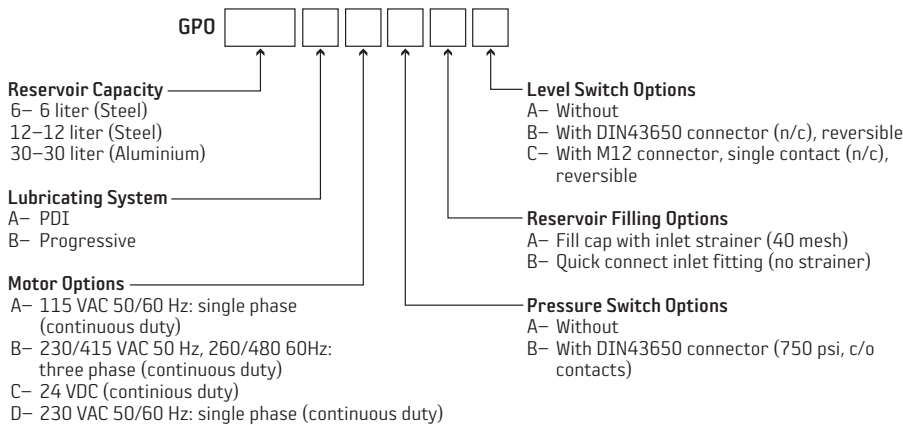 GPO
Reservoir Capacity
6– 6 liter (Steel)
12–12 liter (Steel)
30–30 liter (Aluminium)
Lubricating System
A– PDI
B– Progressive
Motor Options
A– 115 VAC 50/60 Hz: single phase
(continuous duty)
B– 230/415 VAC 50 Hz, 260/480 60Hz:
three phase (continuous duty)
C– 24 VDC (continious duty)
D– 230 VAC 50/60 Hz: single phase (continuous duty)
Level Switch Options
A– Without
B– With DIN43650 connector (n/c), reversible
C– With M12 connector, single contact (n/c),
reversible
Reservoir Filling Options
A– Fill cap with inlet strainer (40 mesh)
B– Quick connect inlet fitting (no strainer)
Pressure Switch Options
A– Without
B– With DIN43650 connector (750 psi, c/o
contacts)